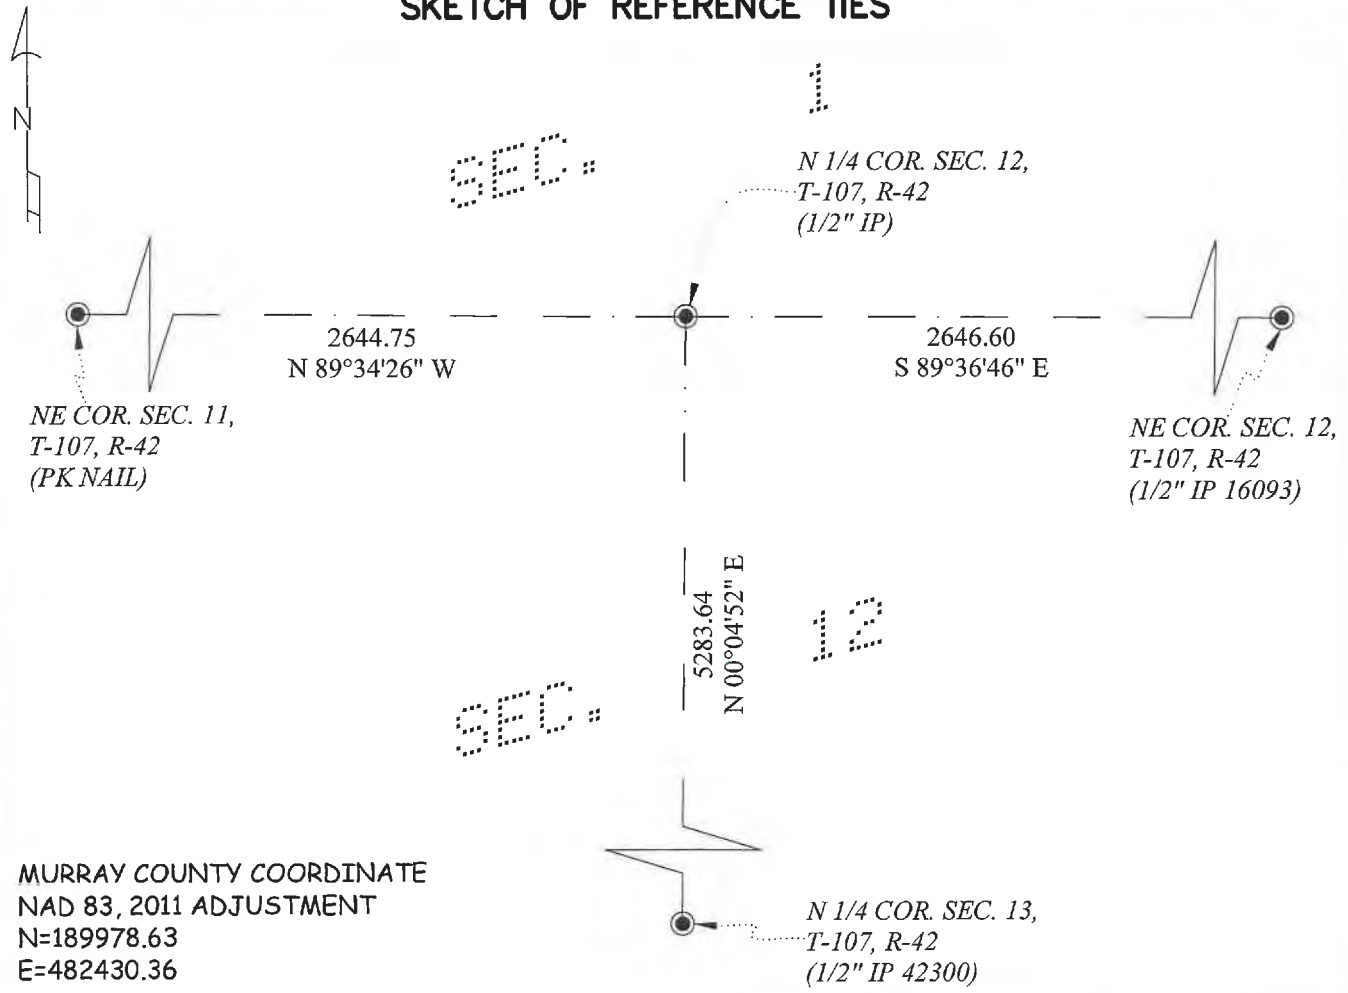 SKETCH OF REFERENCE TIES
N
SEC. 1
N 1/4 COR. SEC. 12,
T-107, R-42
(1/2" IP)
2644.75
N 89°34'26" W
2646.60
S 89°36'46" E
NE COR. SEC. 11,
T-107, R-42
(PK NAIL)
NE COR. SEC. 12,
T-107, R-42
(1/2" IP 16093)
5283.64
N 00°04'52" E
SEC. 12
MURRAY COUNTY COORDINATE
NAD 83, 2011 ADJUSTMENT
N=189978.63
E=482430.36
N 1/4 COR. SEC. 13,
T-107, R-42
(1/2" IP 42300)